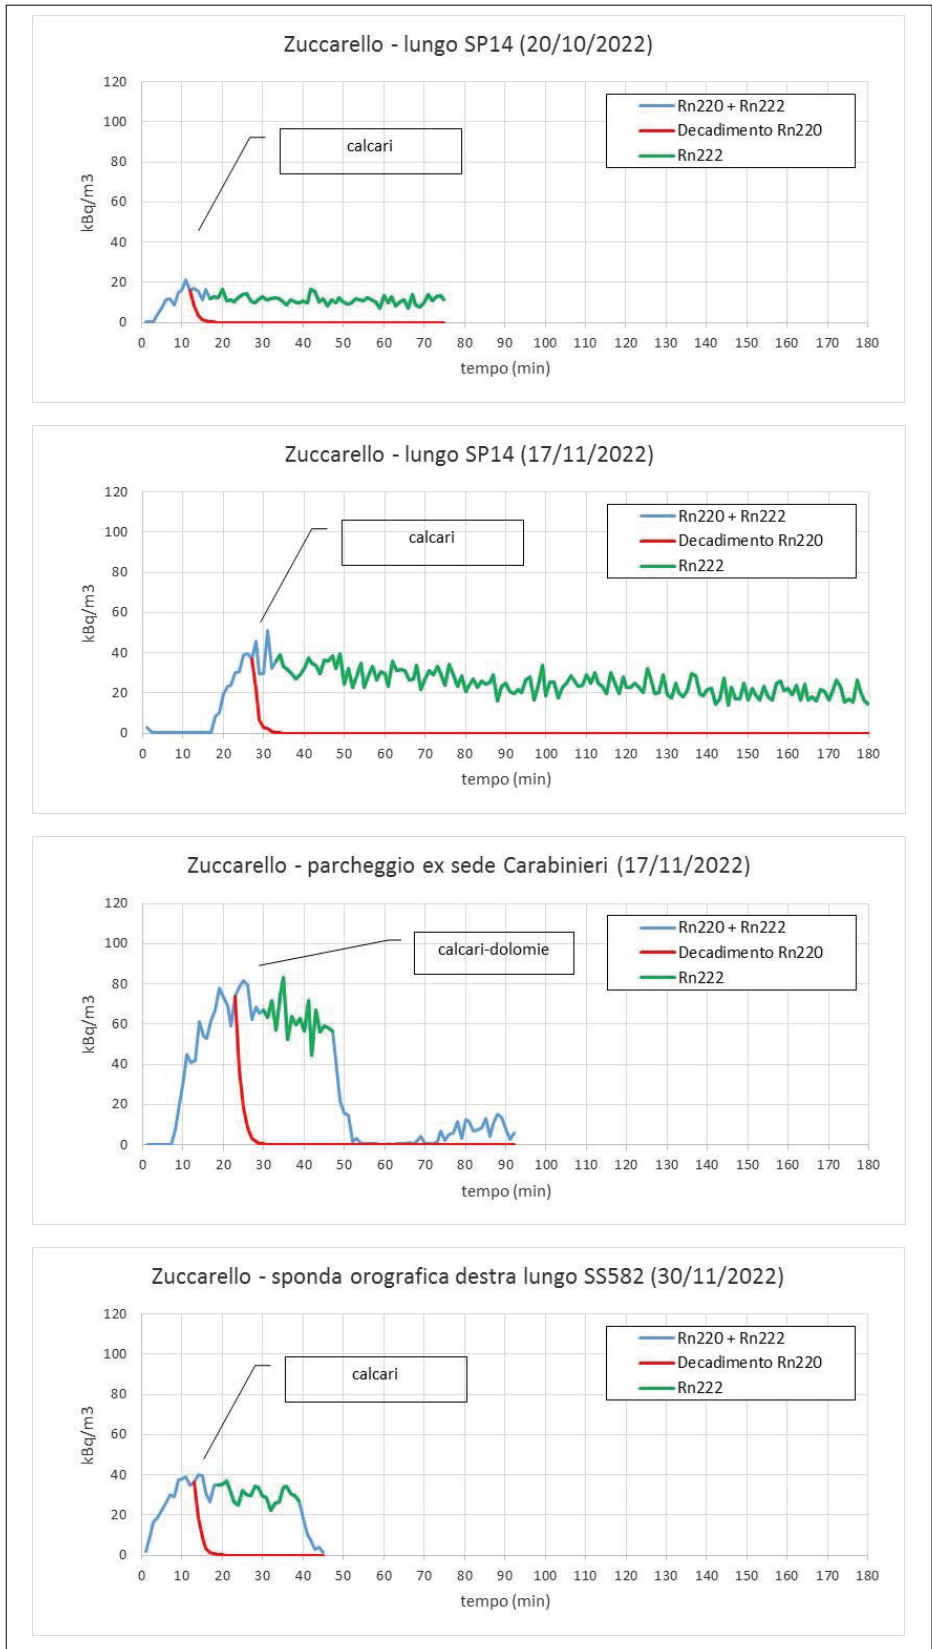 Zuccarello - lungo SP14 (20/10/2022)
120
100
80
60
40
20
0
kBq/m3
calcari
Rn220 + Rn222
Decadimento Rn220
Rn222
0 10 20 30 40 50 60 70 80 90 100 110 120 130 140 150 160 170 180
tempo (min)
Zuccarello - lungo SP14 (17/11/2022)
120
100
80
60
40
20
0
kBq/m3
calcari
Rn220 + Rn222
Decadimento Rn220
Rn222
0 10 20 30 40 50 60 70 80 90 100 110 120 130 140 150 160 170 180
tempo (min)
Zuccarello - parcheggio ex sede Carabinieri (17/11/2022)
120
100
80
60
40
20
0
kBq/m3
calcari-dolomie
Rn220 + Rn222
Decadimento Rn220
Rn222
0 10 20 30 40 50 60 70 80 90 100 110 120 130 140 150 160 170 180
tempo (min)
Zuccarello - sponda orografica destra lungo SS582 (30/11/2022)
120
100
80
60
40
20
0
kBq/m3
calcari
Rn220 + Rn222
Decadimento Rn220
Rn222
0 10 20 30 40 50 60 70 80 90 100 110 120 130 140 150 160 170 180
tempo (min)